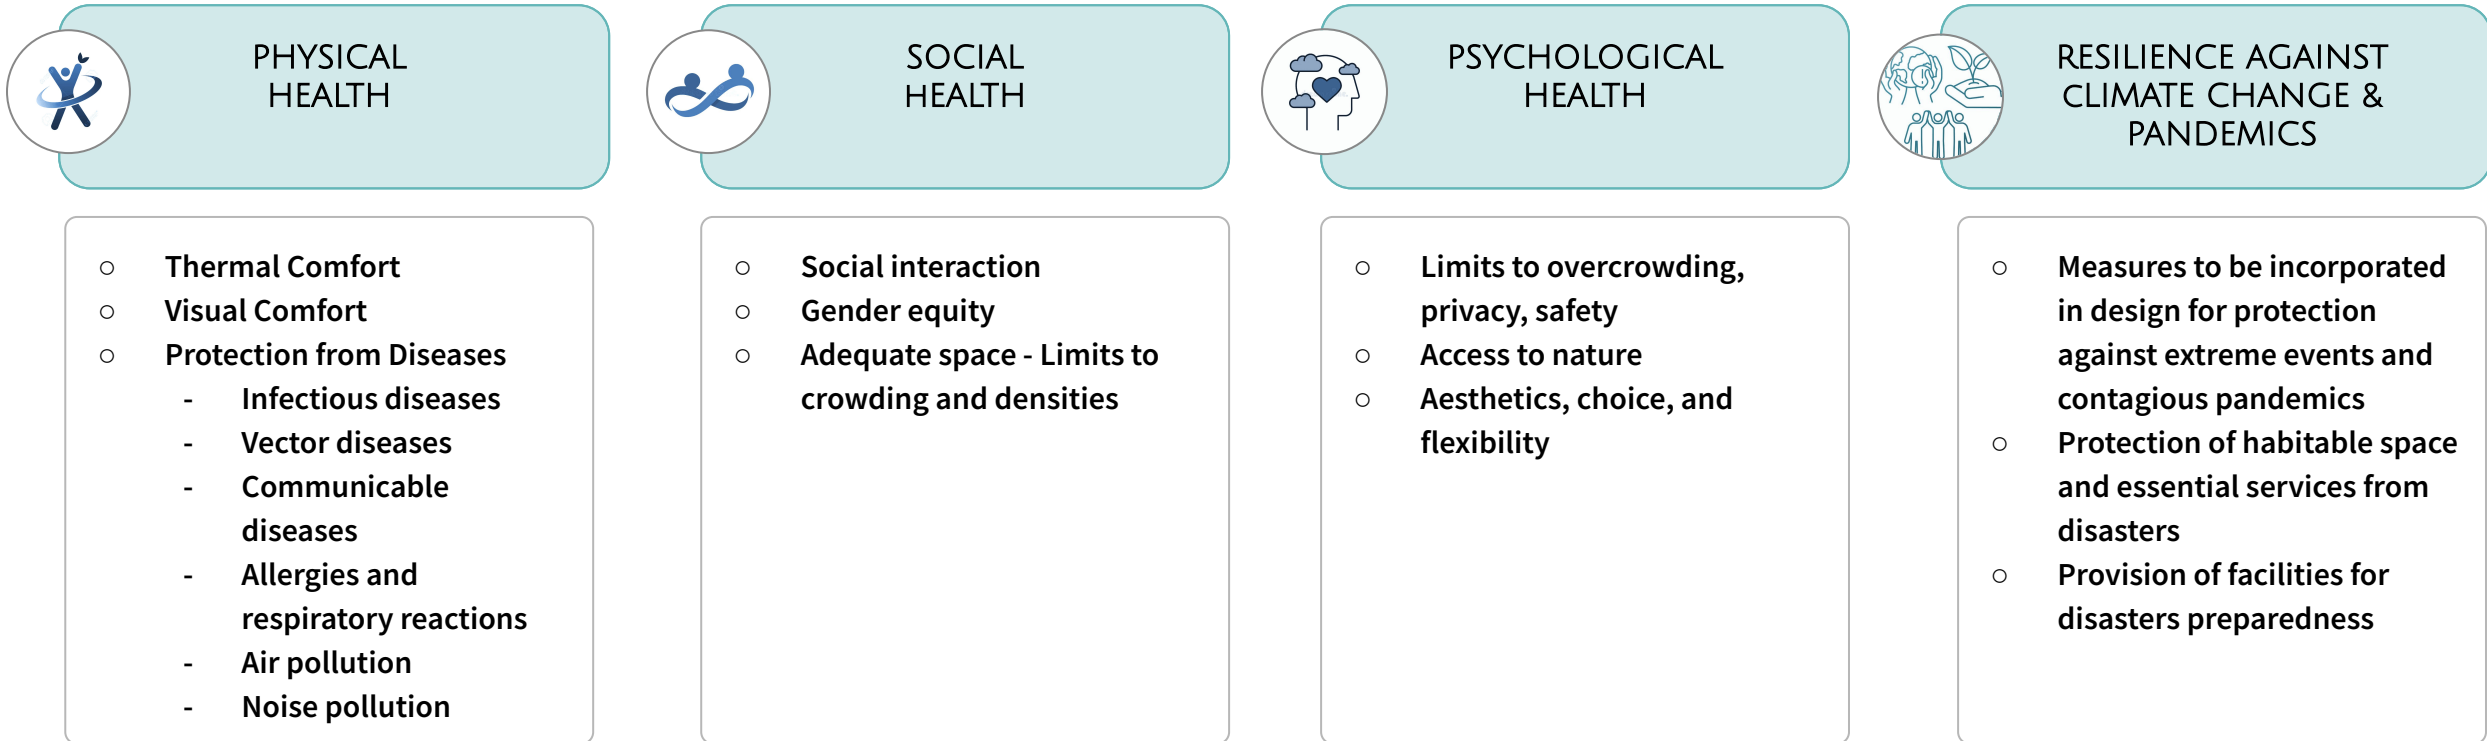 PHYSICAL
HEALTH
○ Thermal Comfort
○ Visual Comfort
○ Protection from Diseases
- Infectious diseases
- Vector diseases
- Communicable
diseases
- Allergies and
respiratory reactions
- Air pollution
- Noise pollution
SOCIAL
HEALTH
○ Social interaction
○ Gender equity
○ Adequate space - Limits to
crowding and densities
PSYCHOLOGICAL
HEALTH
○ Limits to overcrowding,
privacy, safety
○ Access to nature
○ Aesthetics, choice, and
flexibility
RESILIENCE AGAINST
CLIMATE CHANGE &
PANDEMICS
○ Measures to be incorporated
in design for protection
against extreme events and
contagious pandemics
○ Protection of habitable space
and essential services from
disasters
○ Provision of facilities for
disasters preparedness